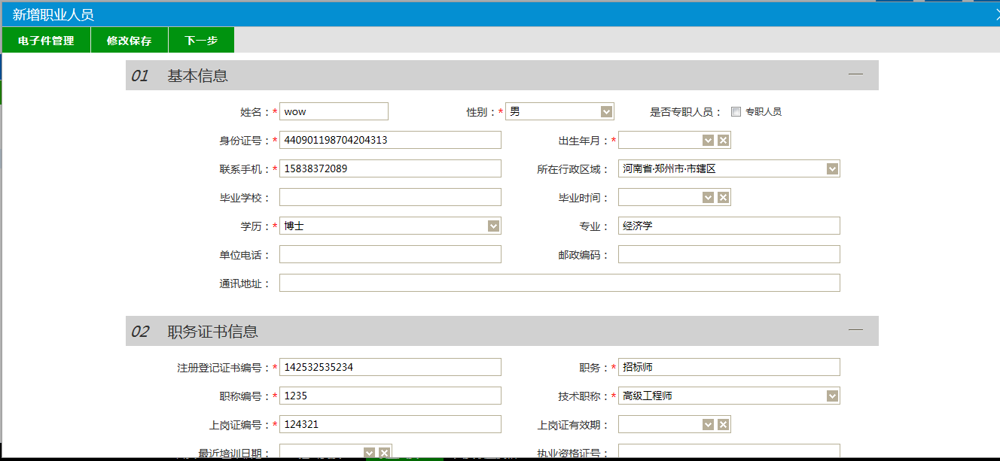 新增职业人员
电子件管理 修改保存 下一步
01 基本信息
姓名：* wow 性别：* 男 是否专职人员： 专职人员
身份证号：* 440901198704204313 出生年月：*
联系手机：* 15838372089 所在行政区域： 河南省·郑州市·市辖区
毕业学校： 毕业时间：
学历：* 博士 专业： 经济学
单位电话： 邮政编码：
通讯地址：
02 职务证书信息
注册登记证书编号：* 142532535234 职务：* 招标师
职称编号：* 1235 技术职称：* 高级工程师
上岗证编号：* 124321 上岗证有效期：
最近培训日期： 执业资格证号：